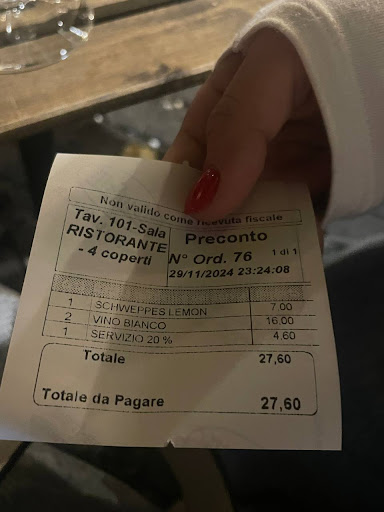 Non valido come ricevuta fiscale
Tav. 101-Sala
RISTORANTE
- 4 coperti
Preconto
N° Ord. 76 1 di 1
29/11/2024 23:24:08
1 SCHWEPPES LEMON 7.00
2 VINO BIANCO 16.00
1 SERVIZIO 20 % 4.60
Totale 27,60
Totale da Pagare 27,60